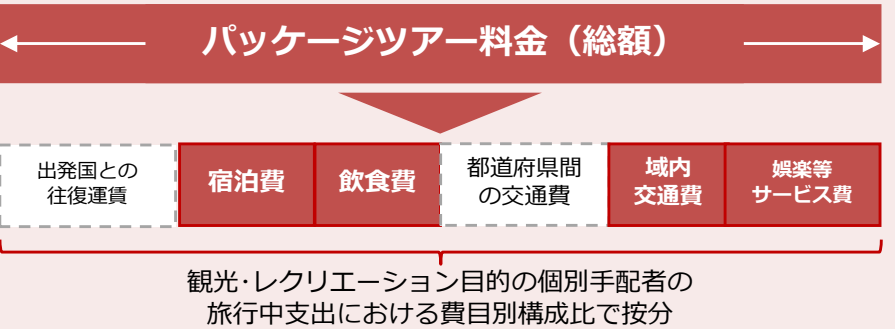 パッケージツアー料金（総額）
出発国との
往復運賃
宿泊費
飲食費
都道府県間
の交通費
域内
交通費
娯楽等
サービス費
観光･レクリエーション目的の個別手配者の
旅行中支出における費目別構成比で按分